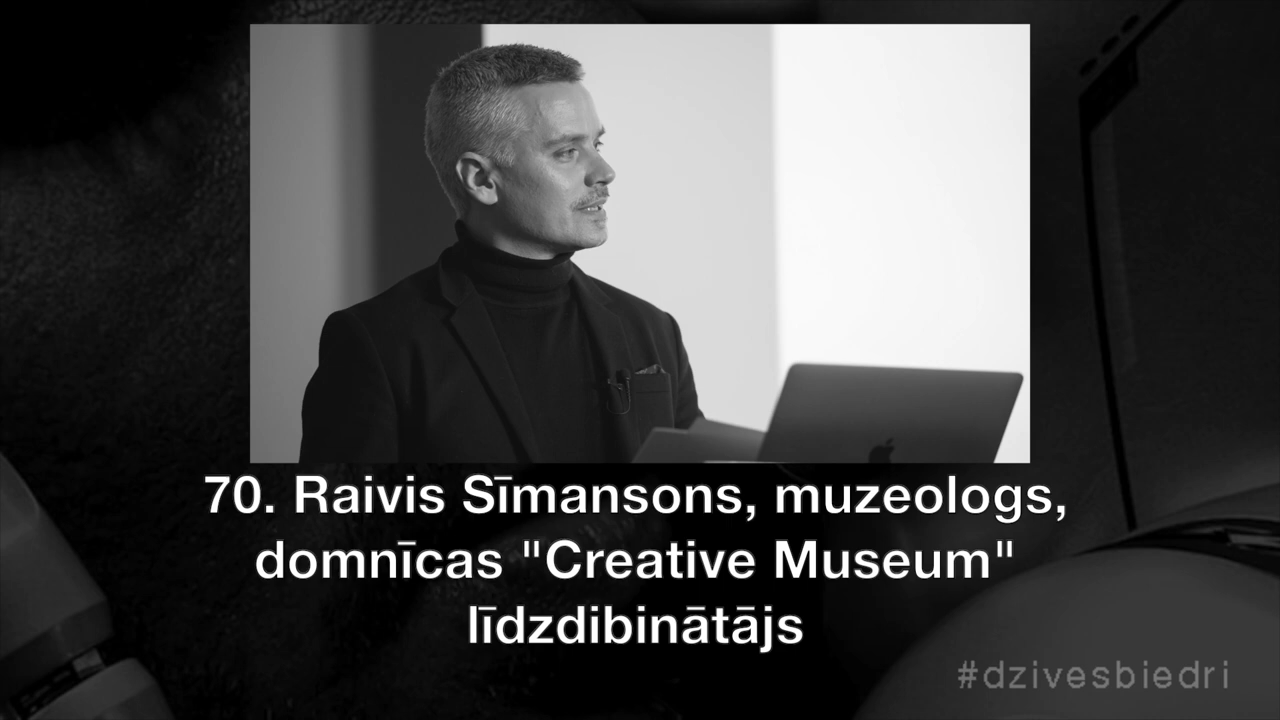 70. Raivis Sīmansons, muzeologs,
domnīcas "Creative Museum"
līdzdibinātājs
#dzivesbiedri